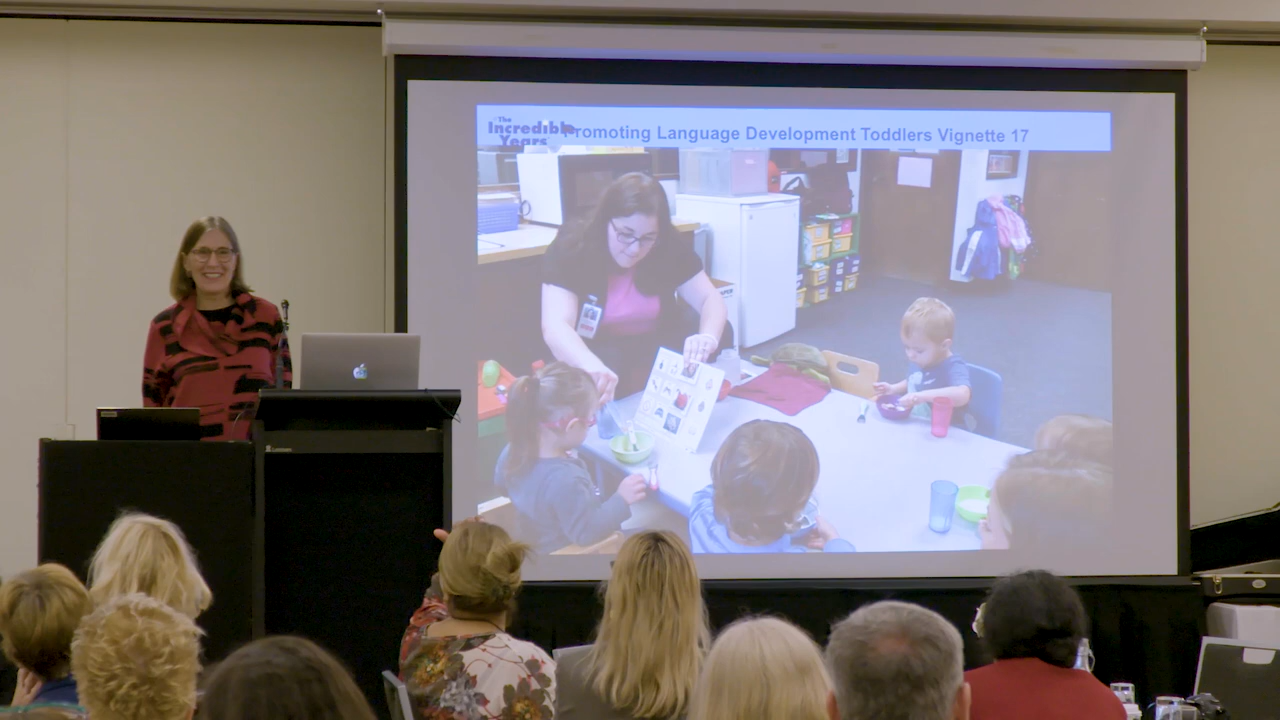 The
Incredible
Years
Promoting Language Development Toddlers Vignette 17